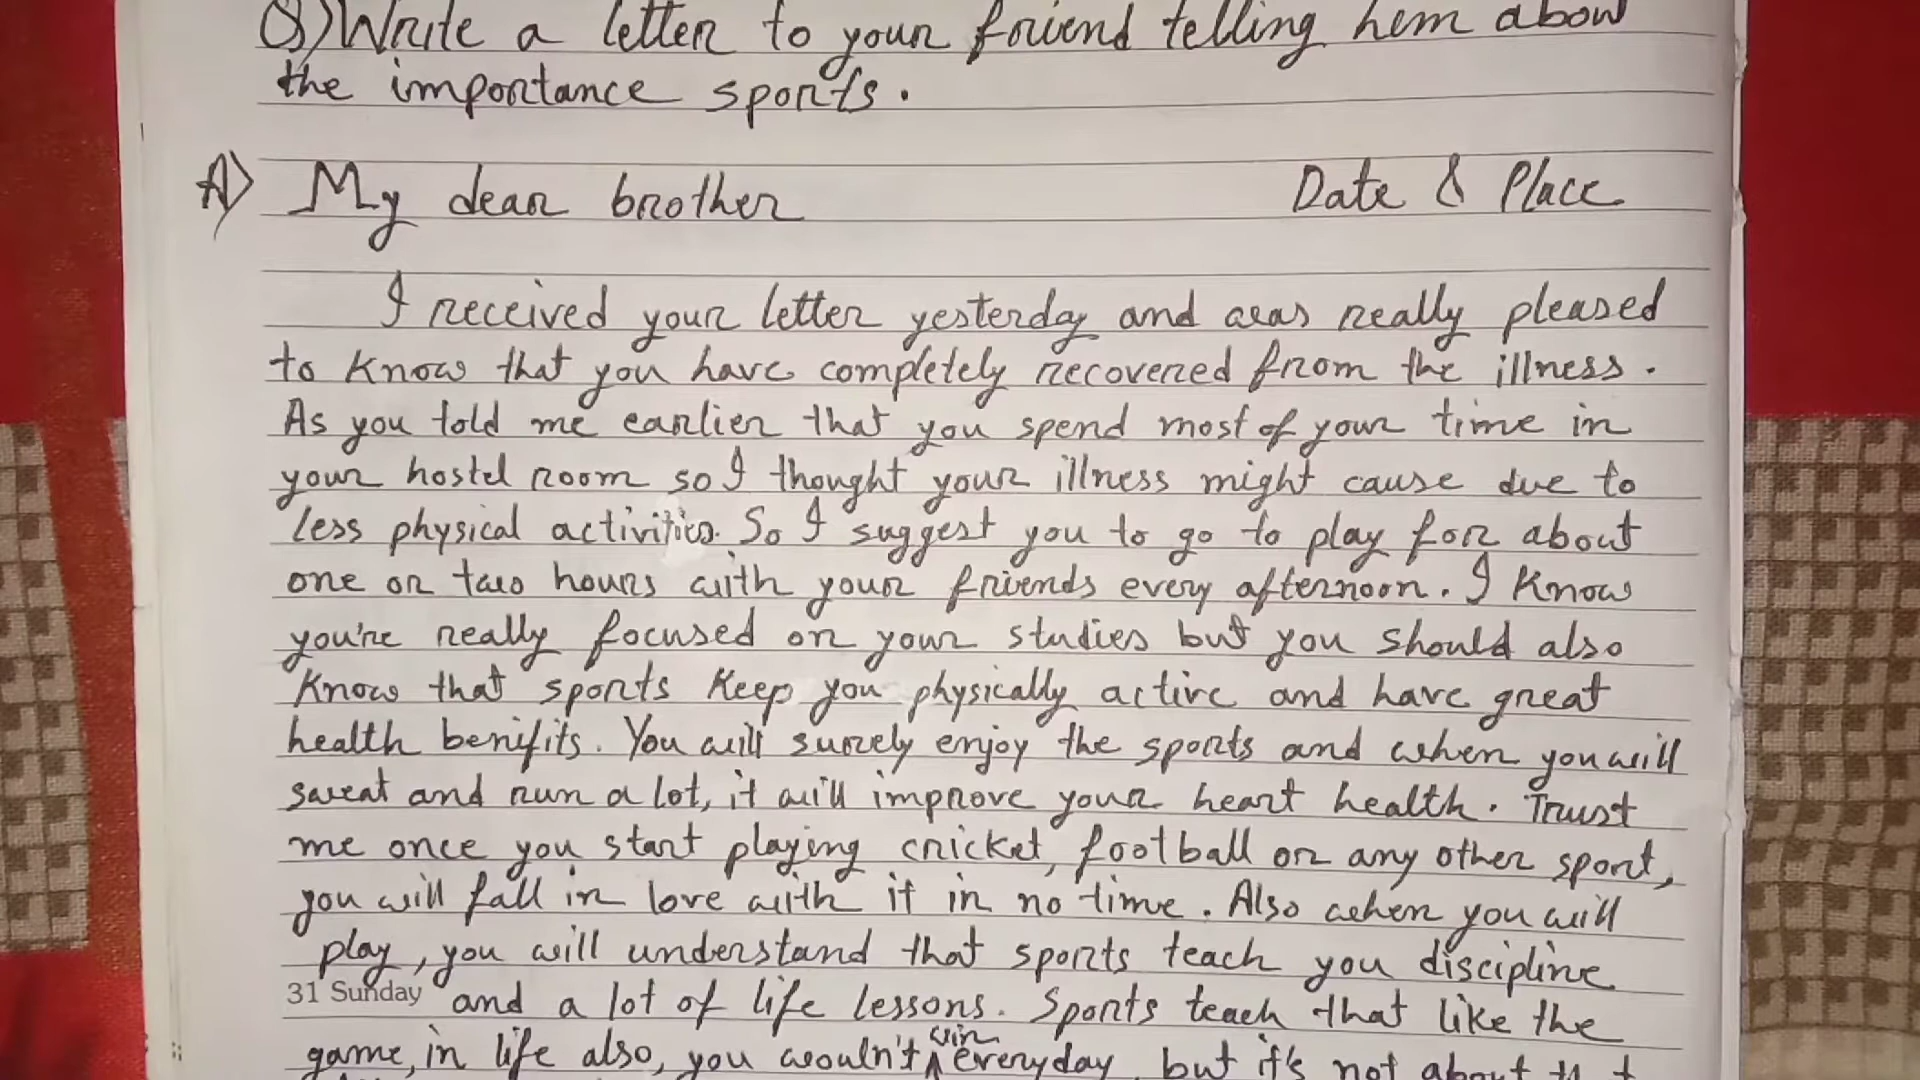 Q) Write a letter to your friend telling him about
the importance sports.
A) My dear brother Date & Place
I received your letter yesterday and was really pleased
to know that you have completely recovered from the illness.
As you told me earlier that you spend most of your time in
your hostel room so I thought your illness might cause due to
less physical activities. So I suggest you to go to play for about
one or two hours with your friends every afternoon. I know
you're really focused on your studies but you should also
know that sports keep you physically active and have great
health benifits. You will surely enjoy the sports and when you will
sweat and run a lot, it will improve your heart health. Trust
me once you start playing cricket, football or any other sport,
you will fall in love with it in no time. Also when you will
play, you will understand that sports teach you discipline
31 Sunday and a lot of life lessons. Sports teach that like the
game, in life also, you wouln't win everyday, but it's not about